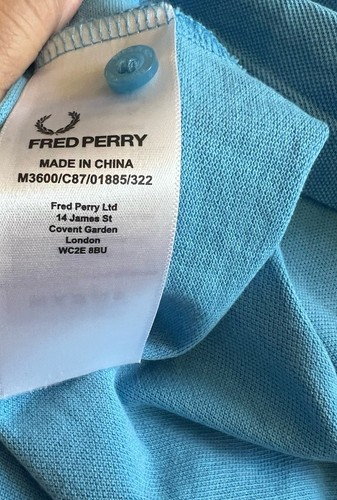 FRED PERRY
MADE IN CHINA
M3600/C87/01885/322
Fred Perry Ltd
14 James St
Covent Garden
London
WC2E 8BU